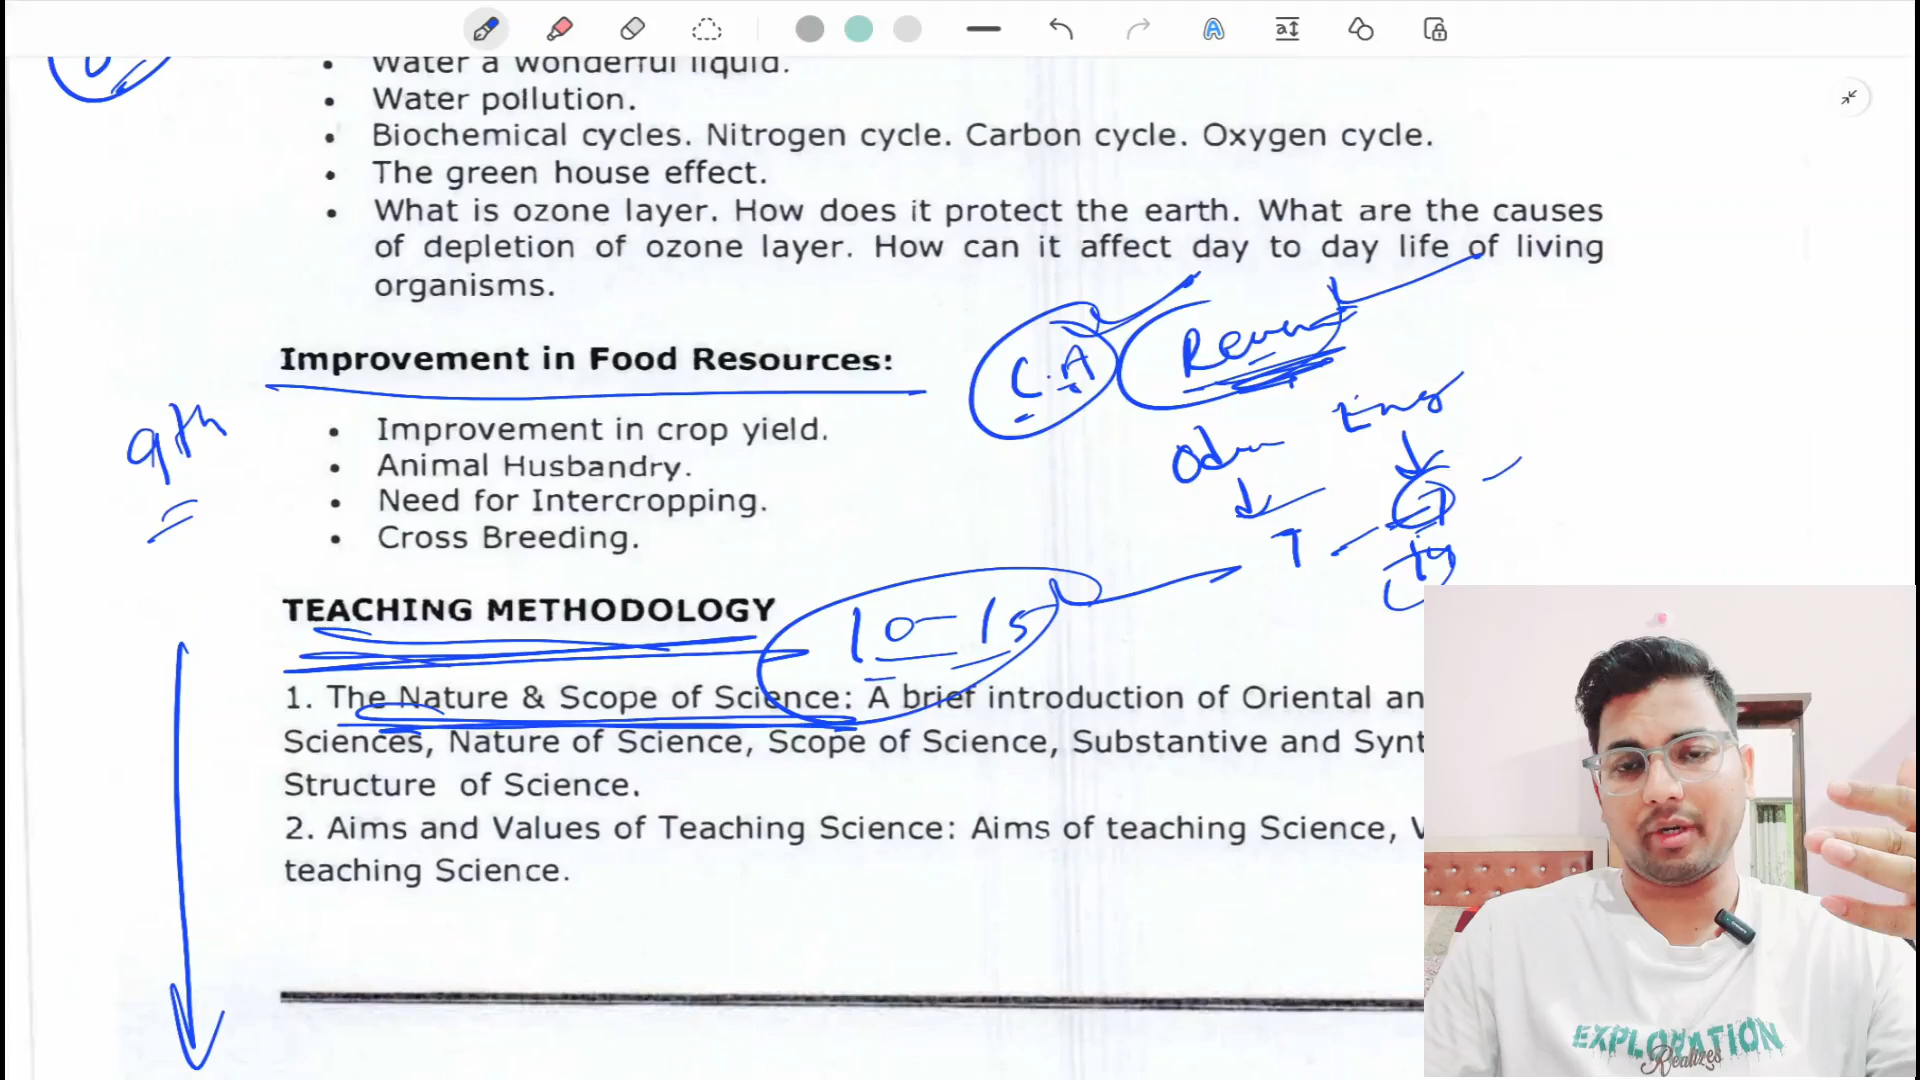 Water a wonderful liquid.
Water pollution.
Biochemical cycles. Nitrogen cycle. Carbon cycle. Oxygen cycle.
The green house effect.
What is ozone layer. How does it protect the earth. What are the causes
of depletion of ozone layer. How can it affect day to day life of living
organisms.
C.A
Improvement in Food Resources:
9th
Improvement in crop yield.
Animal Husbandry.
Need for Intercropping.
Cross Breeding.
TEACHING METHODOLOGY
10-15
1. The Nature & Scope of Science: A brief introduction of Oriental an
Sciences, Nature of Science, Scope of Science, Substantive and Synt
Structure of Science.
2. Aims and Values of Teaching Science: Aims of teaching Science, V
teaching Science.
EXPLORATION
Realizes